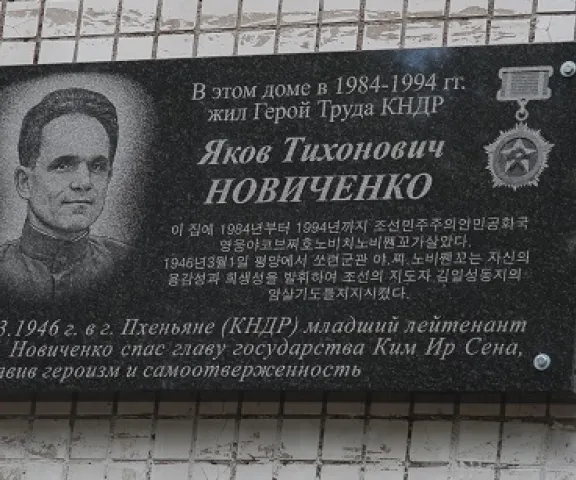 В этом доме в 1984-1994 гг.
жил Герой Труда КНДР
Яков Тихонович
НОВИЧЕНКО
이 집에 1984년부터 1994년까지 조선민주주의인민공화국
영웅야코브찌호노비치노비첸꼬가살았다.
1946년3월1일 평양에서 쏘련군관 야.찌.노비첸꼬는 자신의
용감성과 희생성을 발휘하여 조선의 지도자 김일성동지의
암살기도를저지시켰다.
3.1946 г. в г. Пхеньяне (КНДР) младший лейтенант
Новиченко спас главу государства Ким Ир Сена,
авив героизм и самоотверженность